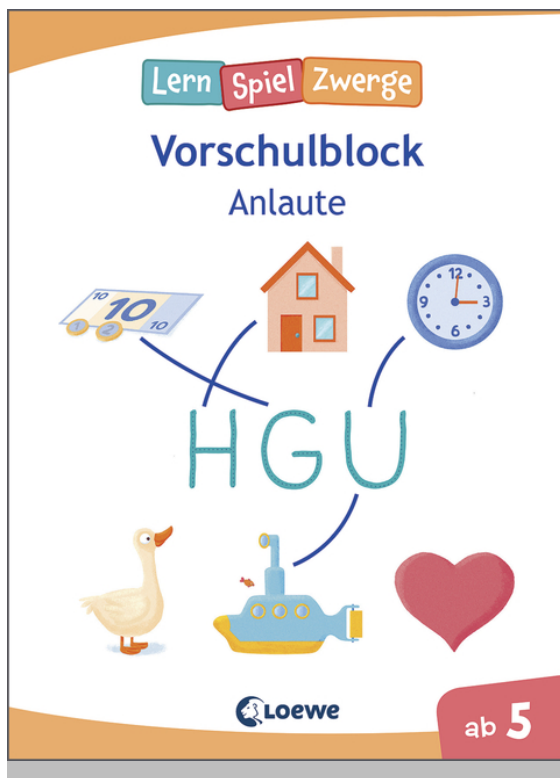 Lern Spiel Zwerge
Vorschulblock
Anlaute
10
10
10
1 2
12
9 3
6
HGU
LOEWE
ab 5